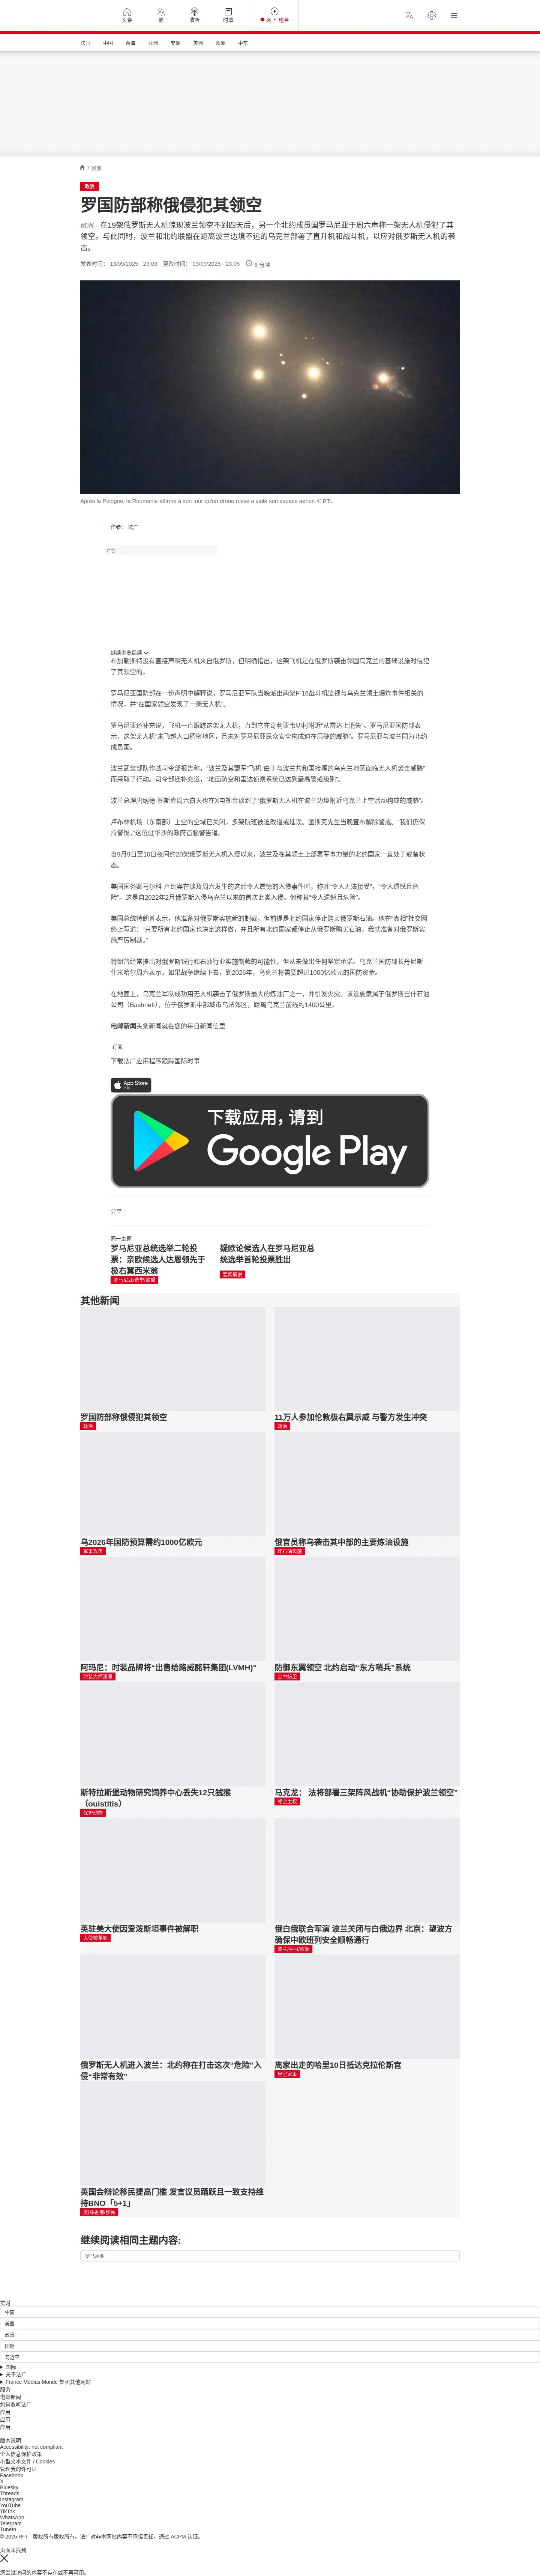 头条
繁
收听
时事
网上 电台
法国
中国
台海
亚洲
非洲
美洲
欧洲
中东
/ 国际
政治
罗国防部称俄侵犯其领空
欧洲 – 在19架俄罗斯无人机惊现波兰领空不到四天后，另一个北约成员国罗马尼亚于周六声称一架无人机侵犯了其
领空。与此同时，波兰和北约联盟在距离波兰边境不远的乌克兰部署了直升机和战斗机，以应对俄罗斯无人机的袭
击。
发表时间： 13/09/2025 - 23:03 更改时间： 13/09/2025 - 23:05 6 分钟
Après la Pologne, la Roumanie affirme à son tour qu'un drone russe a violé son espace aérien © RTL
作者： 法广
广告
继续浏览后续
布加勒斯特没有直接声明无人机来自俄罗斯，但明确指出，这架飞机是在俄罗斯袭击邻国乌克兰的基础设施时侵犯
了其领空的。
罗马尼亚国防部在一份声明中解释说，罗马尼亚军队当晚派出两架F-16战斗机监视与乌克兰领土爆炸事件相关的
情况，并“在国家领空发现了一架无人机”。
罗马尼亚还补充说，飞机一直跟踪这架无人机，直到它在奇利亚韦切村附近“从雷达上消失”。罗马尼亚国防部表
示，这架无人机“未飞越人口稠密地区，且未对罗马尼亚民众安全构成迫在眉睫的威胁”。罗马尼亚与波兰同为北约
成员国。
波兰武装部队作战司令部报告称，“波兰及其盟军”飞机“由于与波兰共和国接壤的乌克兰地区面临无人机袭击威胁”
而采取了行动。司令部还补充道，“地面防空和雷达侦察系统已达到最高警戒级别”。
波兰总理唐纳德·图斯克周六白天也在X电视台谈到了“俄罗斯无人机在波兰边境附近乌克兰上空活动构成的威胁”。
卢布林机场（东南部）上空的空域已关闭，多架航班被迫改道或延误。图斯克先生当晚宣布解除警戒。“我们仍保
持警惕，”这位驻华沙的政府首脑警告道。
自9月9日至10日夜间约20架俄罗斯无人机入侵以来，波兰及在其领土上部署军事力量的北约国家一直处于戒备状
态。
美国国务卿马尔科·卢比奥在谈及周六发生的这起令人震惊的入侵事件时，称其“令人无法接受”，“令人遗憾且危
险”。这是自2022年2月俄罗斯入侵乌克兰以来的首次此类入侵，他称其“令人遗憾且危险”。
美国总统特朗普表示，他准备对俄罗斯实施新的制裁，但前提是北约国家停止购买俄罗斯石油。他在“真相”社交网
络上写道：“只要所有北约国家也决定这样做，并且所有北约国家都停止从俄罗斯购买石油，我就准备对俄罗斯实
施严厉制裁。”
特朗普经常提出对俄罗斯银行和石油行业实施制裁的可能性，但从未做出任何坚定承诺。乌克兰国防部长丹尼斯·
什米哈尔周六表示，如果战争继续下去，到2026年，乌克兰将需要超过1000亿欧元的国防资金。
在地面上，乌克兰军队成功用无人机袭击了俄罗斯最大的炼油厂之一，并引发火灾。该设施隶属于俄罗斯巴什石油
公司（Bashneft），位于俄罗斯中部城市乌法郊区，距离乌克兰前线约1400公里。
电邮新闻头条新闻就在您的每日新闻信里
订阅
下载法广应用程序跟踪国际时事
App Store
下载
下载应用，请到
Google Play
分享 :
同一主题
罗马尼亚总统选举二轮投
票：亲欧候选人达恩领先于
极右翼西米翁
罗马尼亚/选举/欧盟
疑欧论候选人在罗马尼亚总
统选举首轮投票胜出
要闻解说
其他新闻
罗国防部称俄侵犯其领空
政治
11万人参加伦敦极右翼示威 与警方发生冲突
政治
乌2026年国防预算需约1000亿欧元
军事攻击
俄官员称乌袭击其中部的主要炼油设施
炸石油设施
阿玛尼：时装品牌将“出售给路威酩轩集团(LVMH)”
时装大师遗嘱
防御东翼领空 北约启动“东方哨兵”系统
空中防卫
斯特拉斯堡动物研究饲养中心丢失12只狨猴
（ouistitis）
保护动物
马克龙： 法将部署三架阵风战机“协助保护波兰领空”
领空主权
英驻美大使因爱泼斯坦事件被解职
大使被革职
俄白俄联合军演 波兰关闭与白俄边界 北京：望波方
确保中欧班列安全顺畅通行
波兰/中国/欧洲
俄罗斯无人机进入波兰：北约称在打击这次“危险”入
侵“非常有效”
离家出走的哈里10日抵达克拉伦斯宫
皇室家事
英国会辩论移民提高门槛 发言议员踊跃且一致支持维
持BNO「5+1」
英国/香港/移民
继续阅读相同主题内容:
罗马尼亚
实时
中国
美国
政治
国际
习近平
国际
关于法广
France Médias Monde 集团其他网站
服务
电邮新闻
如何收听法广
应用
应用
应用
版本说明
Accessibility: not compliant
个人信息保护政策
小型文本文件 / Cookies
管理我的许可证
Facebook
X
Bluesky
Threads
Instagram
YouTube
TikTok
WhatsApp
Telegram
TuneIn
© 2025 RFI – 版权所有版权所有。法广对非本网站内容不承担责任。通过 ACPM 认证。
页面未找到
您尝试访问的内容不存在或不再可用。